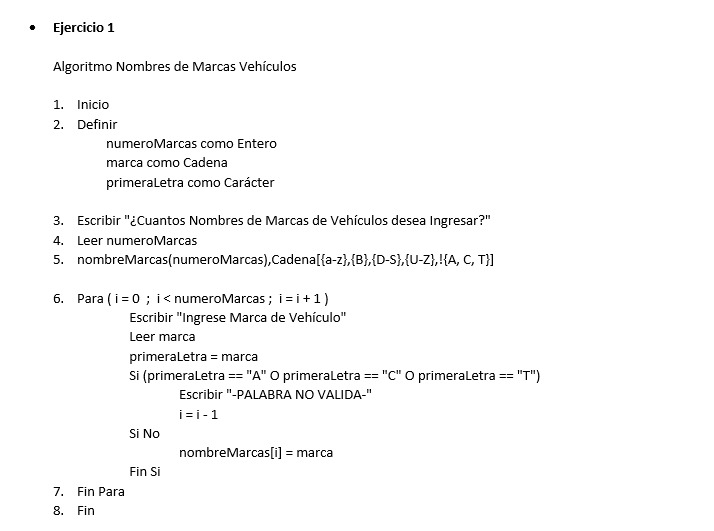 • Ejercicio 1
Algoritmo Nombres de Marcas Vehículos
1. Inicio
2. Definir
numeroMarcas como Entero
marca como Cadena
primeraLetra como Carácter
3. Escribir "¿Cuantos Nombres de Marcas de Vehículos desea Ingresar?"
4. Leer numeroMarcas
5. nombreMarcas(numeroMarcas),Cadena[{a-z},{B},{D-S},{U-Z},!{A, C, T}]
6. Para ( i = 0 ; i < numeroMarcas ; i = i + 1 )
Escribir "Ingrese Marca de Vehículo"
Leer marca
primeraLetra = marca
Si (primeraLetra == "A" O primeraLetra == "C" O primeraLetra == "T")
Escribir "-PALABRA NO VALIDA-"
i = i - 1
Si No
nombreMarcas[i] = marca
Fin Si
7. Fin Para
8. Fin